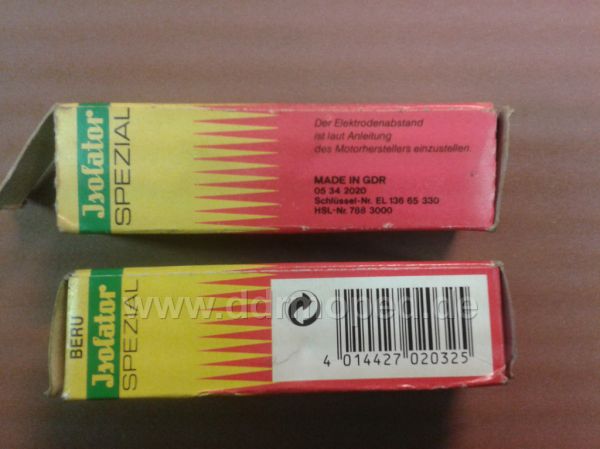 Isolator
SPEZIAL
Der Elektrodenabstand
ist laut Anleitung
des Motorherstellers einzustellen.
MADE IN GDR
05 34 2020
Schlüssel-Nr. EL 136 65 330
HSL-Nr. 788 3000
BERU
Isolator
SPEZIAL
4 014427 020325
www.ddrmoped.de